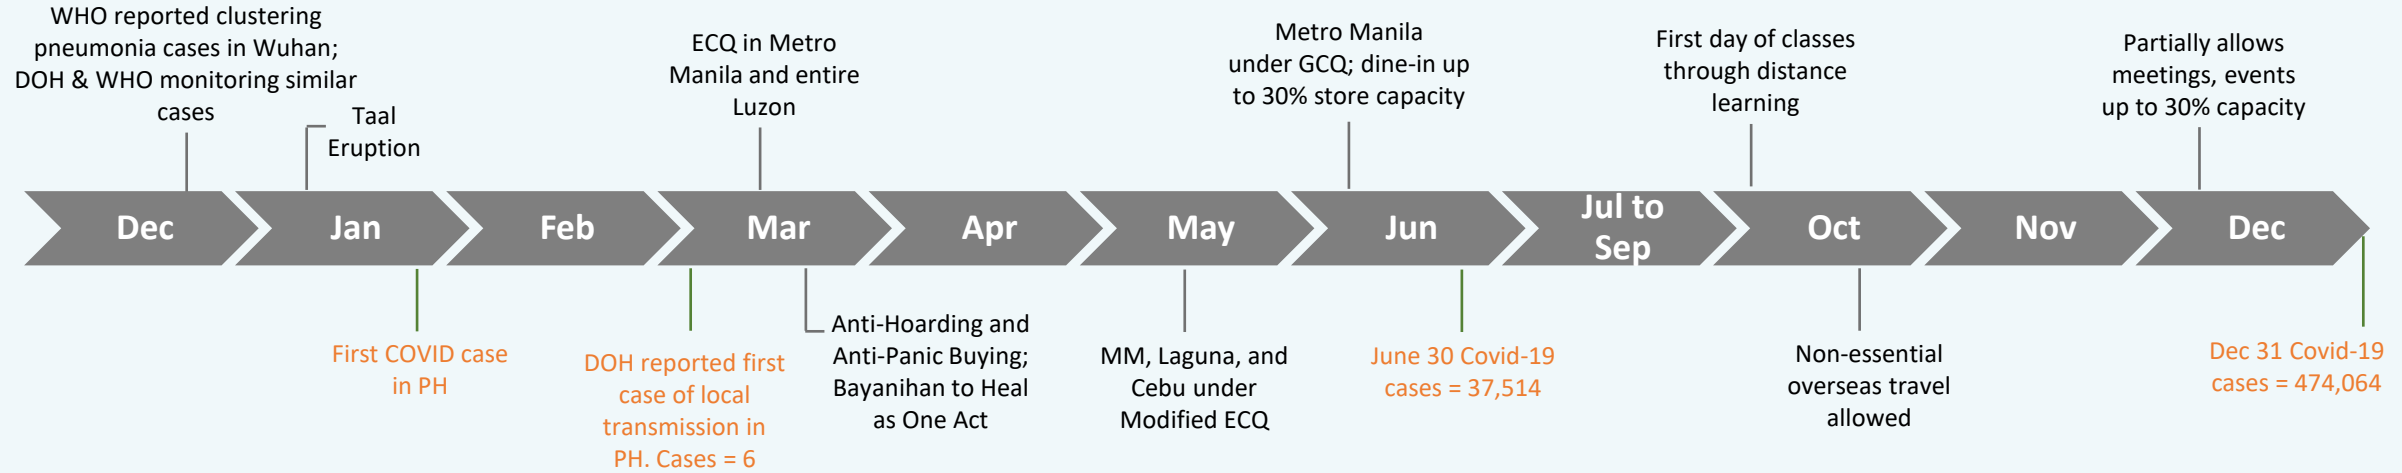 WHO reported clustering
pneumonia cases in Wuhan;
DOH & WHO monitoring similar
cases
Taal
Eruption
ECQ in Metro
Manila and entire
Luzon
Metro Manila
under GCQ; dine-in up
to 30% store capacity
First day of classes
through distance
learning
Partially allows
meetings, events
up to 30% capacity
Dec
Jan
Feb
Mar
Apr
May
Jun
Jul to
Sep
Oct
Nov
Dec
First COVID case
in PH
DOH reported first
case of local
transmission in
PH. Cases = 6
Anti-Hoarding and
Anti-Panic Buying;
Bayanihan to Heal
as One Act
MM, Laguna, and
Cebu under
Modified ECQ
June 30 Covid-19
cases = 37,514
Non-essential
overseas travel
allowed
Dec 31 Covid-19
cases = 474,064